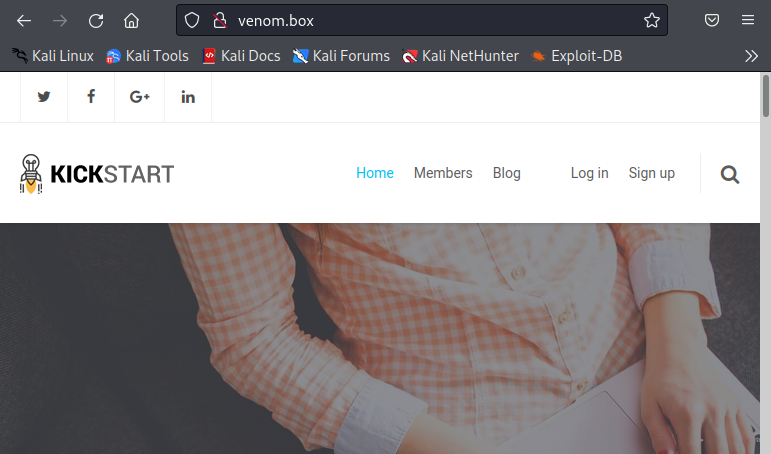 venom.box
Kali Linux Kali Tools Kali Docs Kali Forums Kali NetHunter Exploit-DB
G+ in
KICKSTART Home Members Blog Log in Sign up